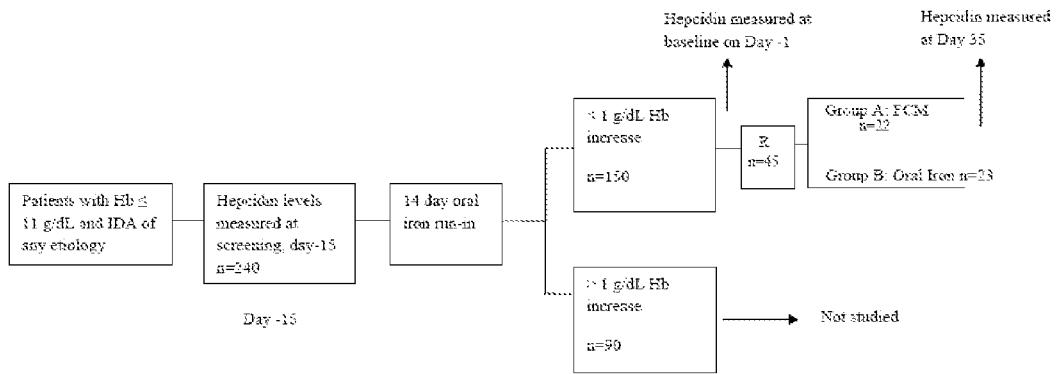 Hepcidin measured at
baseline on Day -1
Hepcidin measured
at Day 35
< 1 g/dL Hb
increase
n=150
R
n=45
Group A: FCM
n=22
Group B: Oral Iron n=23
Patients with Hb ≤
11 g/dL and IDA of
any etiology
Hepcidin levels
measured at
screening, day-15
n=240
14 day oral
iron run-in
Day -15
≥ 1 g/dL Hb
increase
n=90
Not studied